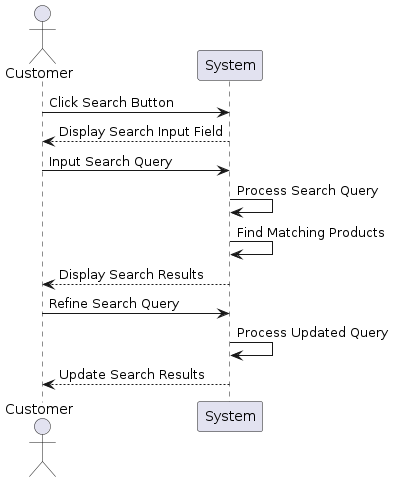 Customer
System
Click Search Button
Display Search Input Field
Input Search Query
Process Search Query
Find Matching Products
Display Search Results
Refine Search Query
Process Updated Query
Update Search Results
Customer
System